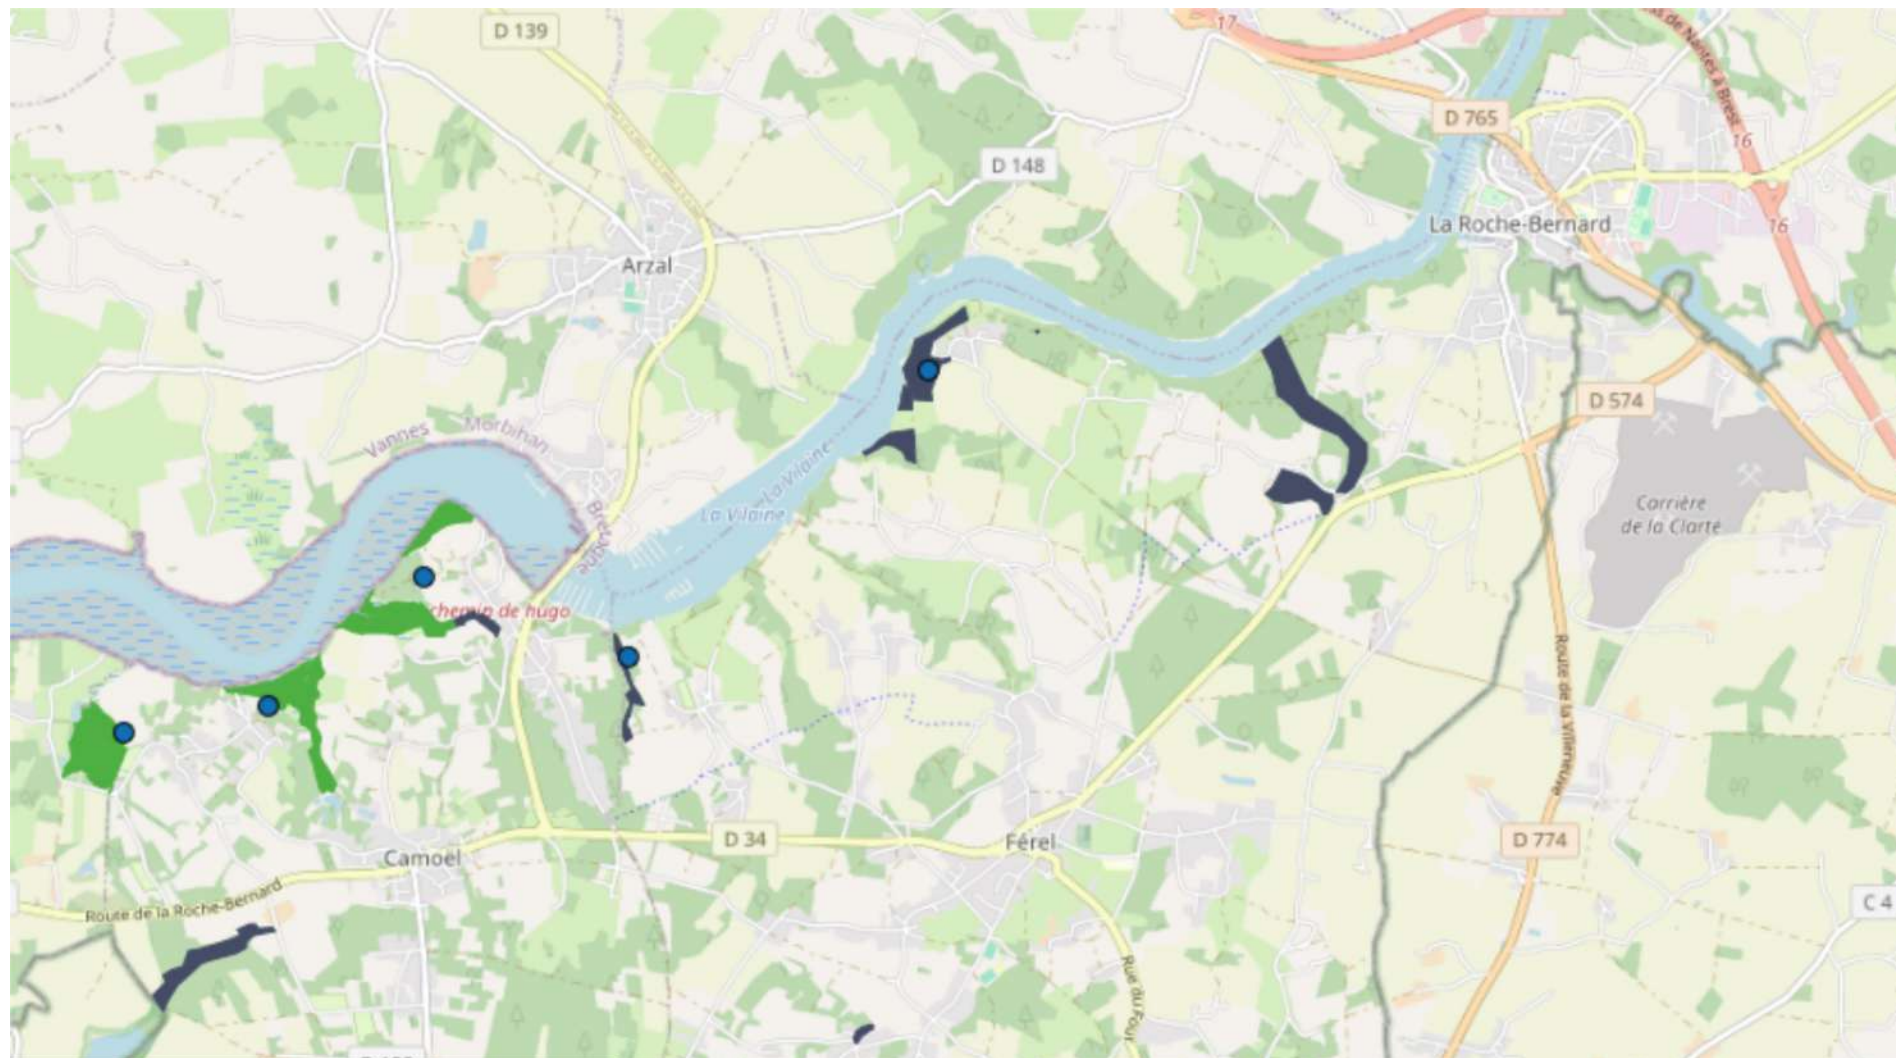 D 139
17
D 765
16
D 148
La Roche-Bernard
16
Arzal
D 574
Vannes
Morbihan
La Vilaine
La Vilaine
Bretagne
Carrière
de la Clarté
chemin de hugo
Route de la Villeneuve
D 34
Férel
D 774
Camoël
Route de la Roche-Bernard
C 4
Rue du Four